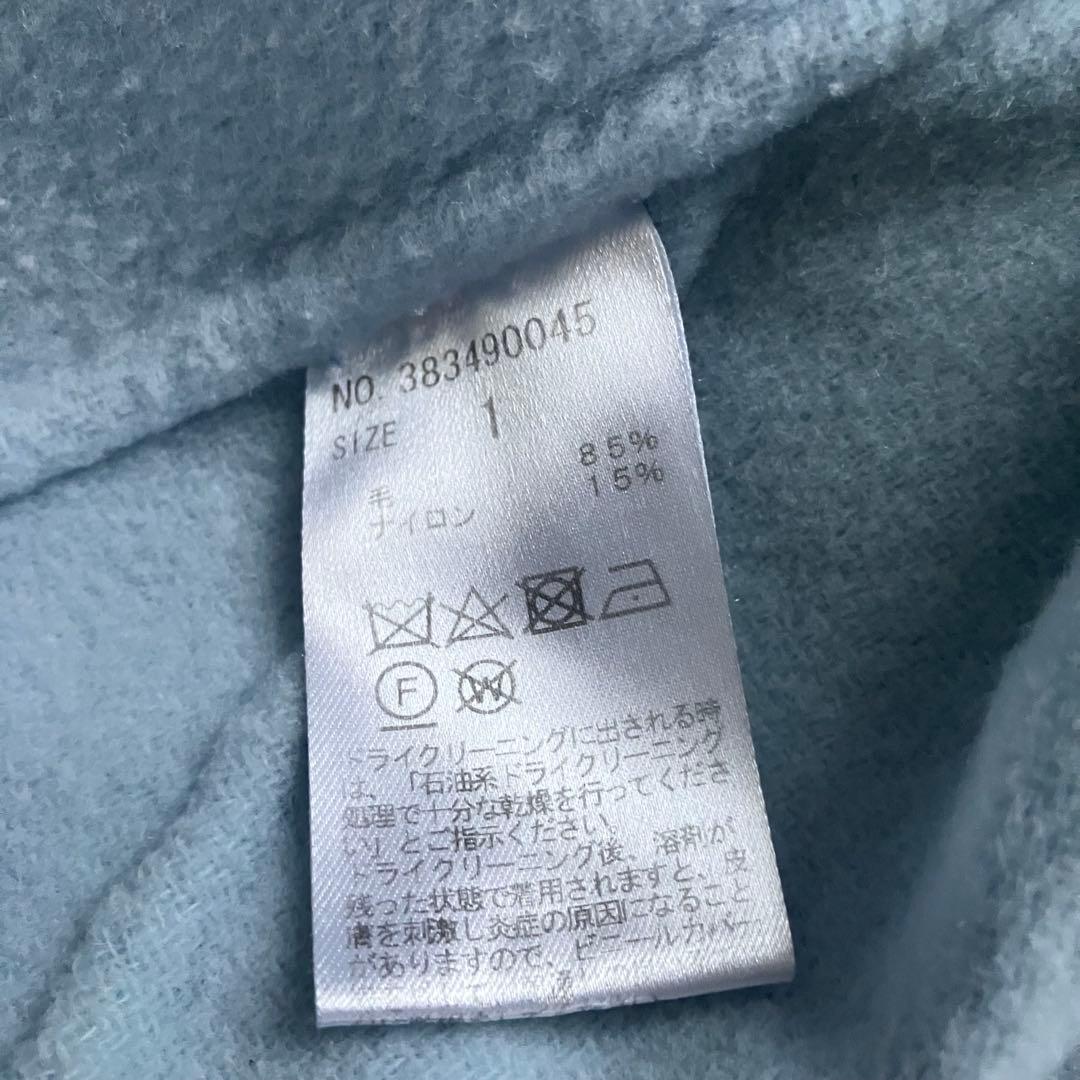 NO. 383490045
SIZE 1
毛 85%
ナイロン 15%
F W
ドライクリーニングに出される時
は、「石油系ドライクリーニング
処理で十分な乾燥を行ってくださ
い」とご指示ください。
ドライクリーニング後、溶剤が
残った状態で着用されますと、皮
膚を刺激し炎症の原因になること
がありますので、ビニールカバー